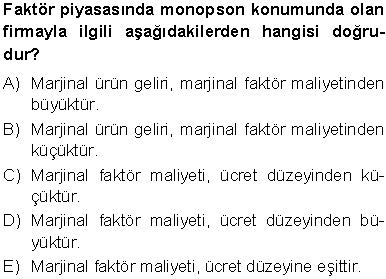 Faktör piyasasında monopson konumunda olan
firmayla ilgili aşağıdakilerden hangisi doğru-
dur?
A) Marjinal ürün geliri, marjinal faktör maliyetinden
büyüktür.
B) Marjinal ürün geliri, marjinal faktör maliyetinden
küçüktür.
C) Marjinal faktör maliyeti, ücret düzeyinden kü-
çüktür.
D) Marjinal faktör maliyeti, ücret düzeyinden bü-
yüktür.
E) Marjinal faktör maliyeti, ücret düzeyine eşittir.